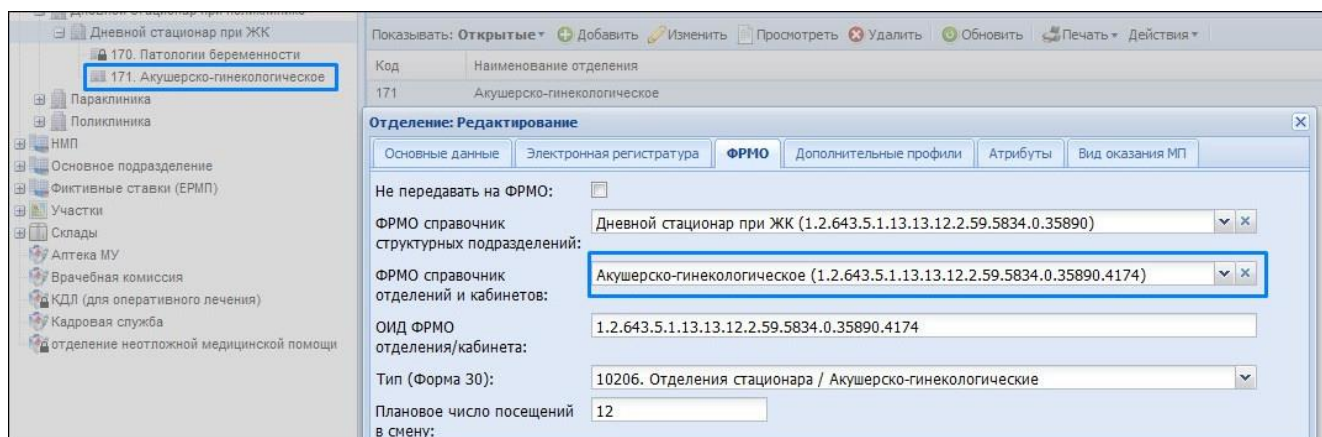 Дневной стационар при поликлинике
Дневной стационар при ЖК
170. Патологии беременности
171. Акушерско-гинекологическое
Параклиника
Поликлиника
НМП
Основное подразделение
Фиктивные ставки (ЕРМП)
Участки
Склады
Аптека МУ
Врачебная комиссия
КДЛ (для оперативного лечения)
Кадровая служба
отделение неотложной медицинской помощи
Показывать: Открытые Добавить Изменить Просмотреть Удалить Обновить Печать Действия
Код Наименование отделения
171 Акушерско-гинекологическое
Отделение: Редактирование
Основные данные Электронная регистратура ФРМО Дополнительные профили Атрибуты Вид оказания МП
Не передавать на ФРМО:
ФРМО справочник
структурных подразделений:
Дневной стационар при ЖК (1.2.643.5.1.13.13.12.2.59.5834.0.35890)
ФРМО справочник
отделений и кабинетов:
Акушерско-гинекологическое (1.2.643.5.1.13.13.12.2.59.5834.0.35890.4174)
ОИД ФРМО
отделения/кабинета:
1.2.643.5.1.13.13.12.2.59.5834.0.35890.4174
Тип (Форма 30): 10206. Отделения стационара / Акушерско-гинекологические
Плановое число посещений
в смену:
12